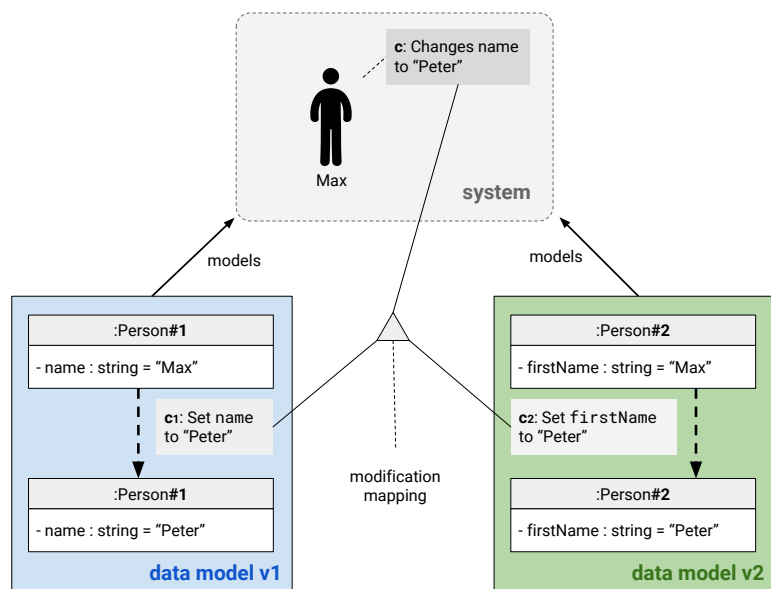 c: Changes name
to “Peter”
Max
system
models
models
:Person#1
- name : string = “Max”
c1: Set name
to “Peter”
:Person#1
- name : string = “Peter”
data model v1
modification
mapping
:Person#2
- firstName : string = “Max”
c2: Set firstName
to “Peter”
:Person#2
- firstName : string = “Peter”
data model v2